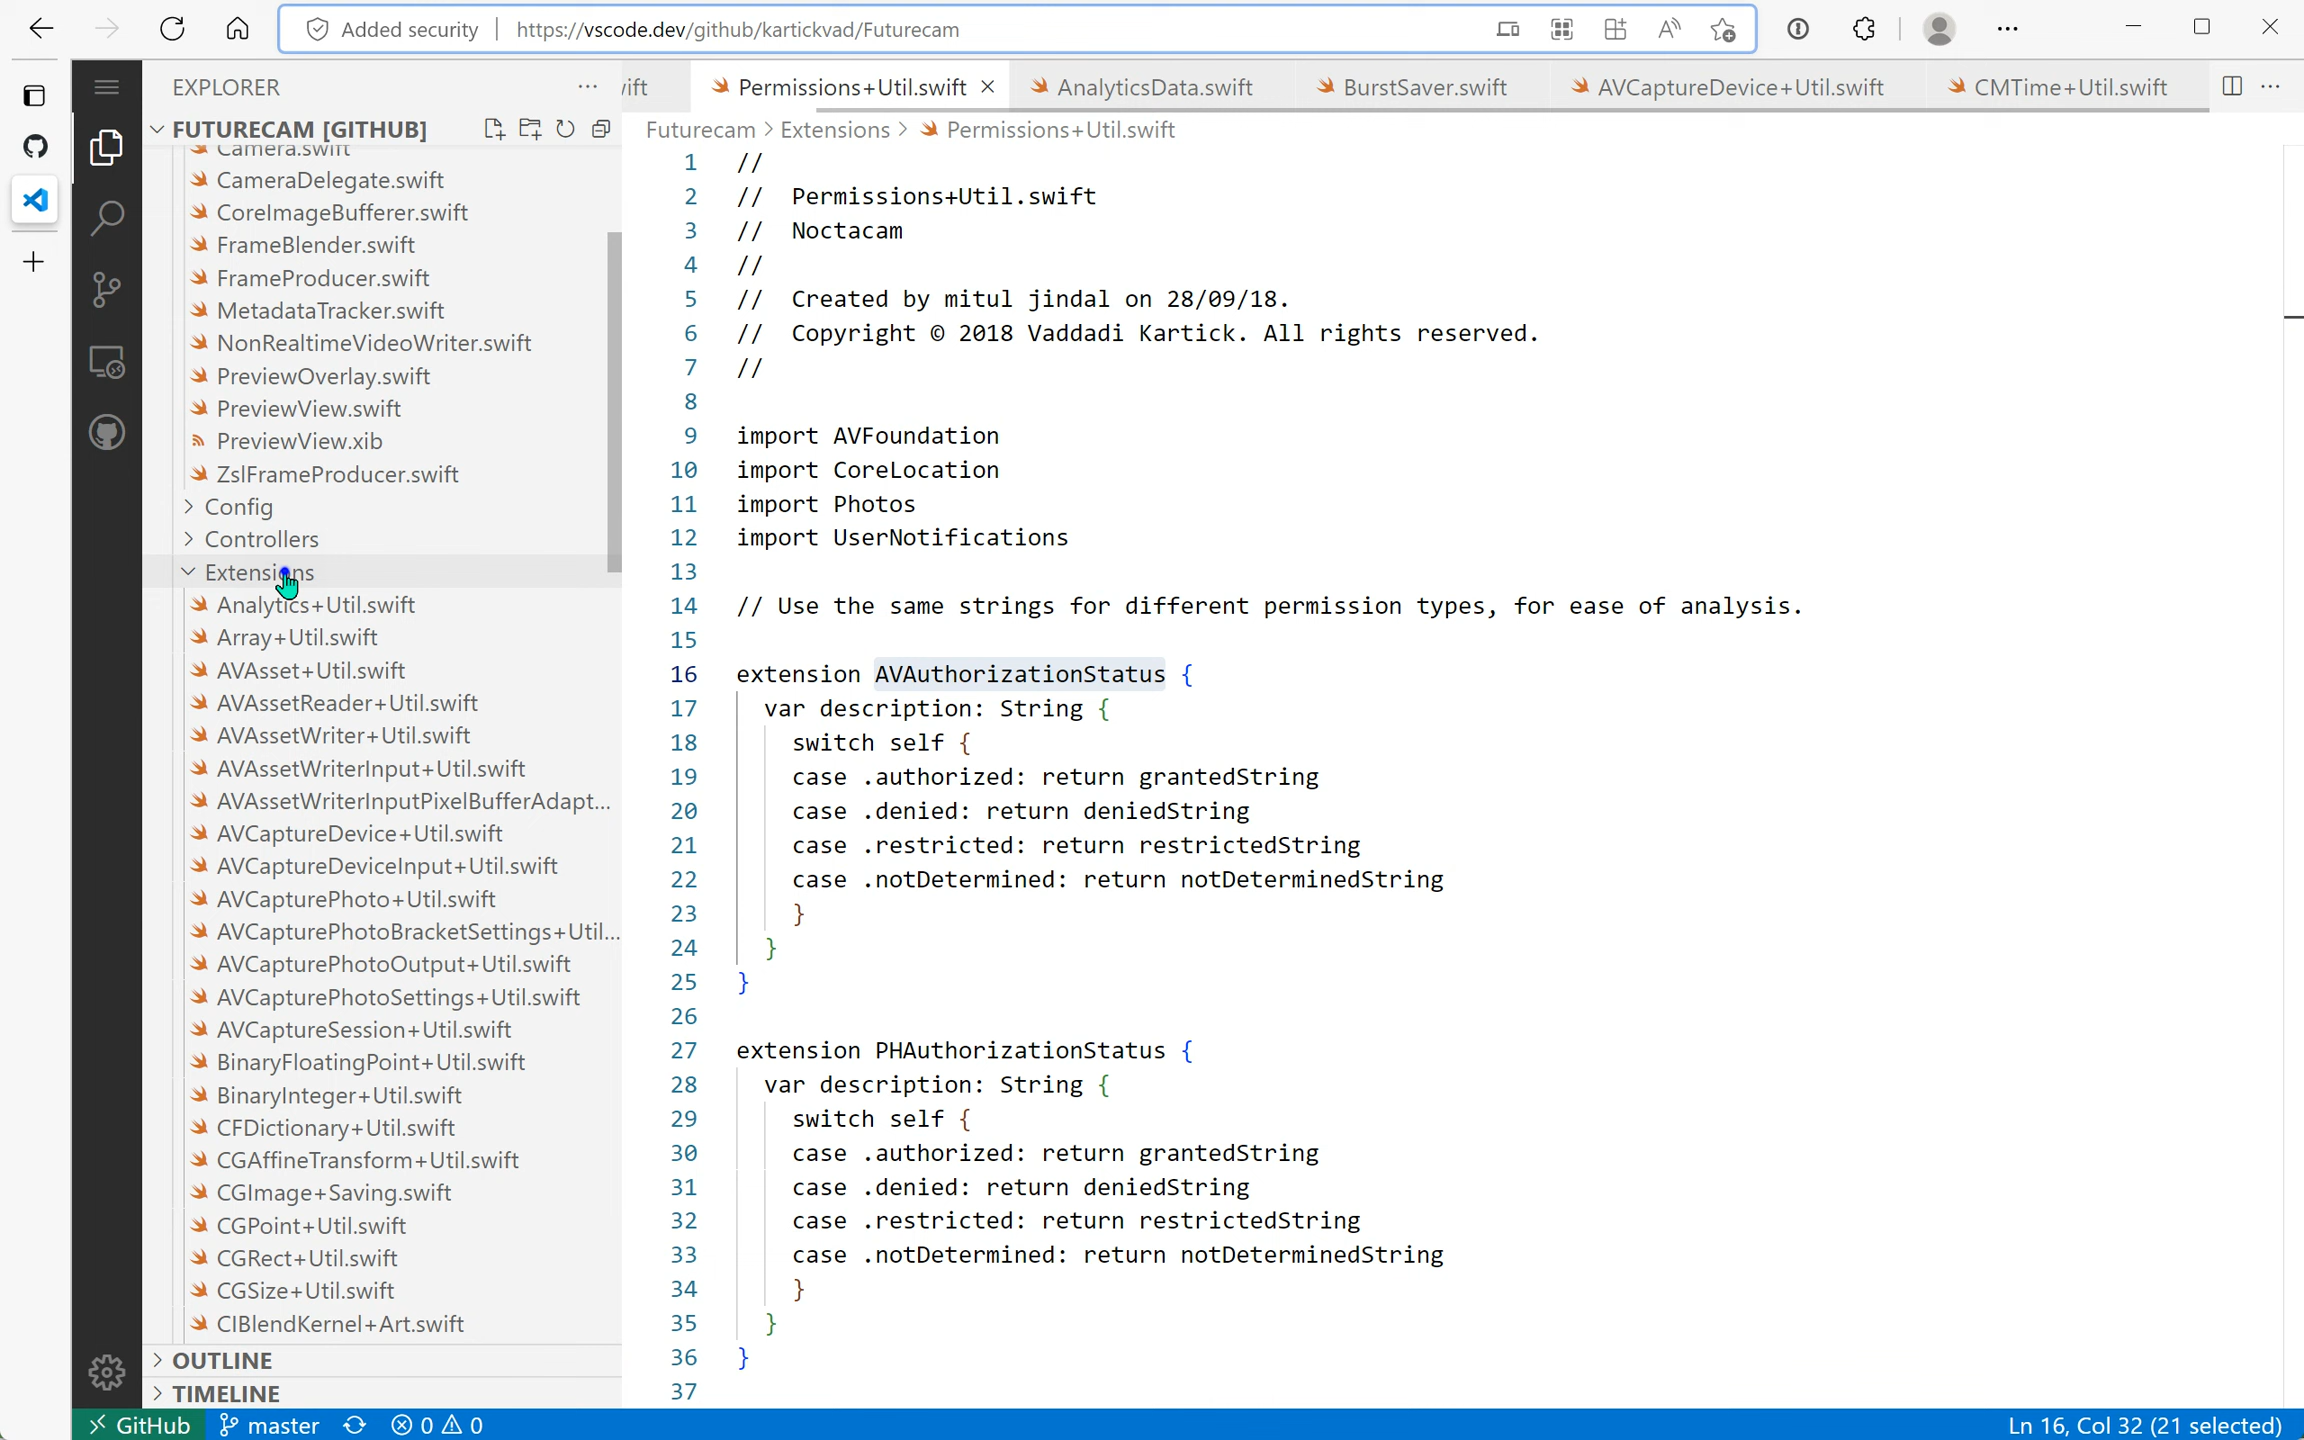 Added security
https://vscode.dev/github/kartickvad/Futurecam
EXPLORER
Permissions+Util.swift
AnalyticsData.swift
BurstSaver.swift
AVCaptureDevice+Util.swift
CMTime+Util.swift
FUTURECAM [GITHUB]
Futurecam > Extensions > Permissions+Util.swift
Camera.swift
CameraDelegate.swift
CoreImageBufferer.swift
FrameBlender.swift
FrameProducer.swift
MetadataTracker.swift
NonRealtimeVideoWriter.swift
PreviewOverlay.swift
PreviewView.swift
PreviewView.xib
ZslFrameProducer.swift
Config
Controllers
Extensions
Analytics+Util.swift
Array+Util.swift
AVAsset+Util.swift
AVAssetReader+Util.swift
AVAssetWriter+Util.swift
AVAssetWriterInput+Util.swift
AVAssetWriterInputPixelBufferAdapt...
AVCaptureDevice+Util.swift
AVCaptureDeviceInput+Util.swift
AVCapturePhoto+Util.swift
AVCapturePhotoBracketSettings+Util...
AVCapturePhotoOutput+Util.swift
AVCapturePhotoSettings+Util.swift
AVCaptureSession+Util.swift
BinaryFloatingPoint+Util.swift
BinaryInteger+Util.swift
CFDictionary+Util.swift
CGAffineTransform+Util.swift
CGImage+Saving.swift
CGPoint+Util.swift
CGRect+Util.swift
CGSize+Util.swift
CIBlendKernel+Art.swift
OUTLINE
TIMELINE
1 //
2 // Permissions+Util.swift
3 // Noctacam
4 //
5 // Created by mitul jindal on 28/09/18.
6 // Copyright © 2018 Vaddadi Kartick. All rights reserved.
7 //
8
9 import AVFoundation
10 import CoreLocation
11 import Photos
12 import UserNotifications
13
14 // Use the same strings for different permission types, for ease of analysis.
15
16 extension AVAuthorizationStatus {
17 var description: String {
18 switch self {
19 case .authorized: return grantedString
20 case .denied: return deniedString
21 case .restricted: return restrictedString
22 case .notDetermined: return notDeterminedString
23 }
24 }
25 }
26
27 extension PHAuthorizationStatus {
28 var description: String {
29 switch self {
30 case .authorized: return grantedString
31 case .denied: return deniedString
32 case .restricted: return restrictedString
33 case .notDetermined: return notDeterminedString
34 }
35 }
36 }
37
GitHub
master
0
0
Ln 16, Col 32 (21 selected)